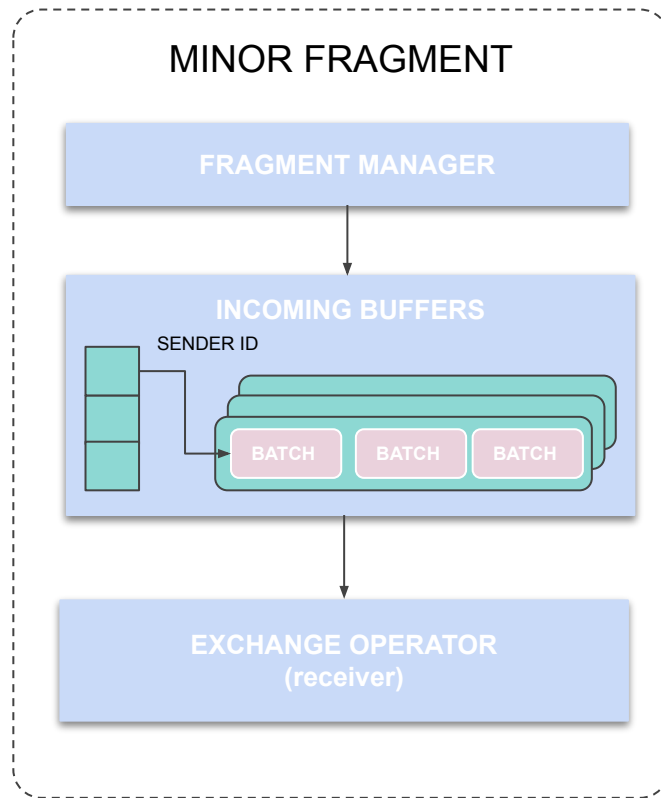 MINOR FRAGMENT
FRAGMENT MANAGER
INCOMING BUFFERS
SENDER ID
BATCH BATCH BATCH
EXCHANGE OPERATOR
(receiver)